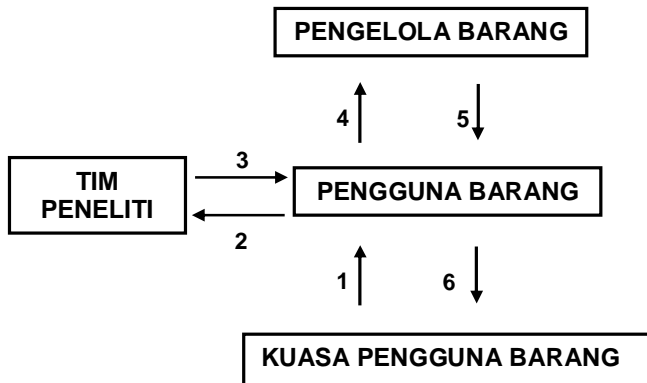 PENGELOLA BARANG
4
5
3
TIM
PENELITI
PENGGUNA BARANG
2
1
6
KUASA PENGGUNA BARANG